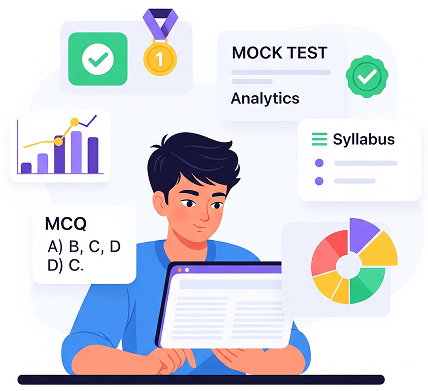 1
MOCK TEST
Analytics
Syllabus
MCQ
A) B, C, D
D) C.